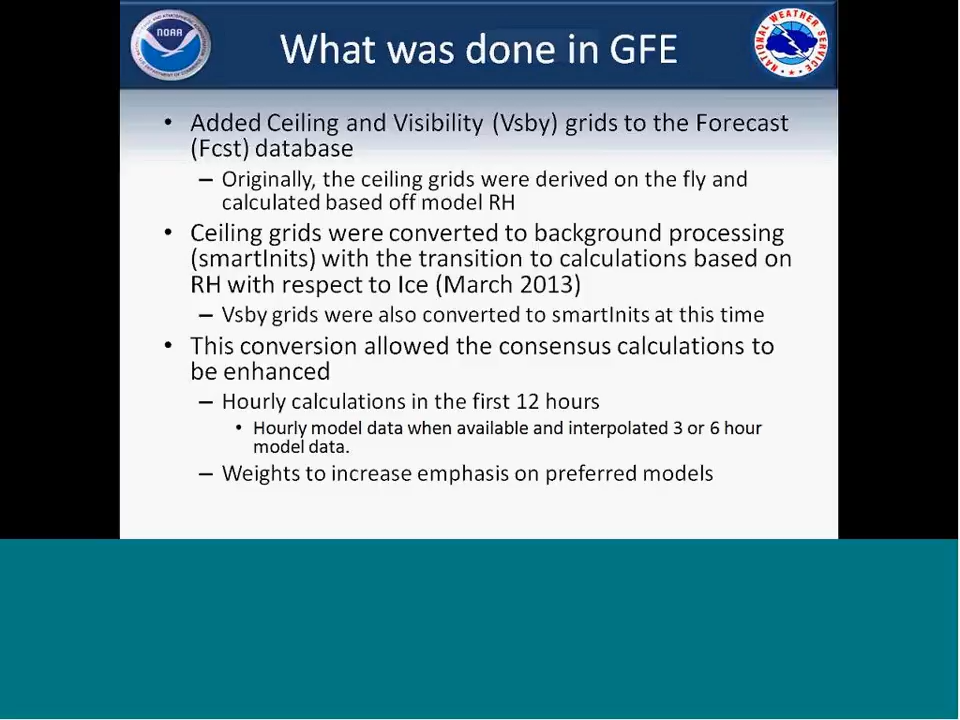 NOAA
NATIONAL WEATHER SERVICE
What was done in GFE
• Added Ceiling and Visibility (Vsby) grids to the Forecast
(Fcst) database
– Originally, the ceiling grids were derived on the fly and
calculated based off model RH
• Ceiling grids were converted to background processing
(smartInits) with the transition to calculations based on
RH with respect to Ice (March 2013)
– Vsby grids were also converted to smartInits at this time
• This conversion allowed the consensus calculations to
be enhanced
– Hourly calculations in the first 12 hours
• Hourly model data when available and interpolated 3 or 6 hour
model data.
– Weights to increase emphasis on preferred models